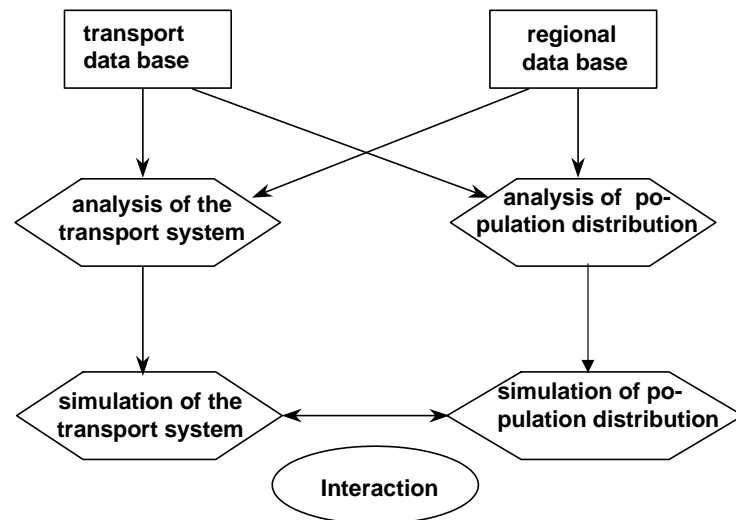 transport
data base
regional
data base
analysis of the
transport system
analysis of  po-
pulation distribution
simulation of the
transport system
simulation of po-
pulation distribution
Interaction